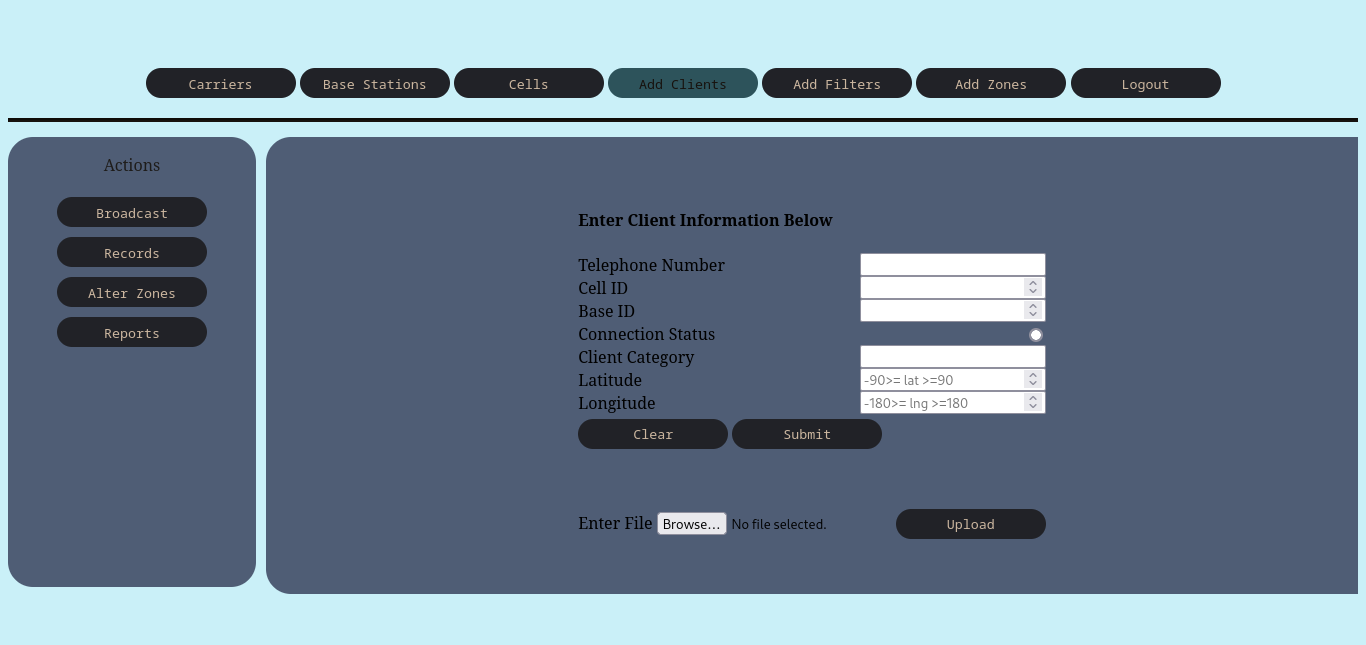 Carriers Base Stations Cells Add Clients Add Filters Add Zones Logout
Actions
Broadcast
Records
Alter Zones
Reports
Enter Client Information Below
Telephone Number
Cell ID
Base ID
Connection Status
Client Category
Latitude -90>= lat >=90
Longitude -180>= lng >=180
Clear Submit
Enter File Browse... No file selected. Upload